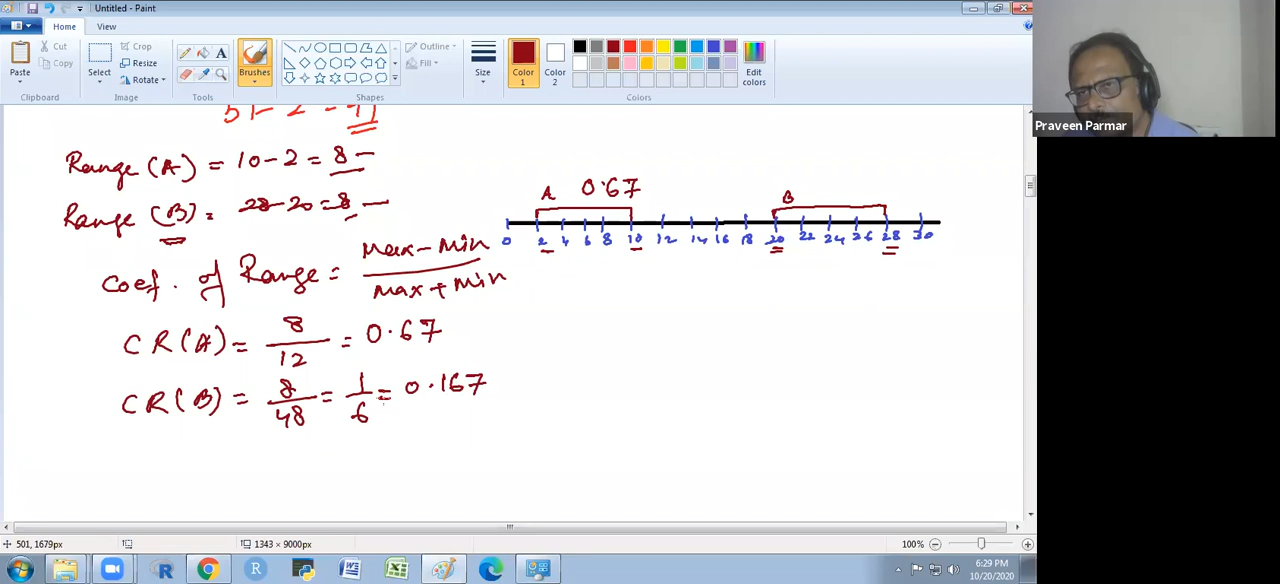 Untitled - Paint
Home View
Paste Cut Copy Select Crop Resize Rotate Brushes Outline Fill Size Color 1 Color 2 Edit colors
Clipboard Image Tools Shapes Colors
Praveen Parmar
Range (A) = 10 - 2 = 8 -
Range (B) = 28 - 20 = 8 -
Coef. of Range = Max - Min / Max + Min
CR(A) = 8/12 = 0.67
CR(B) = 8/48 = 1/6 = 0.167
A 0.67 B
0 2 4 6 8 10 12 14 16 18 20 22 24 26 28 30
501, 1679px 1343 × 9000px 100%
6:29 PM
10/20/2020